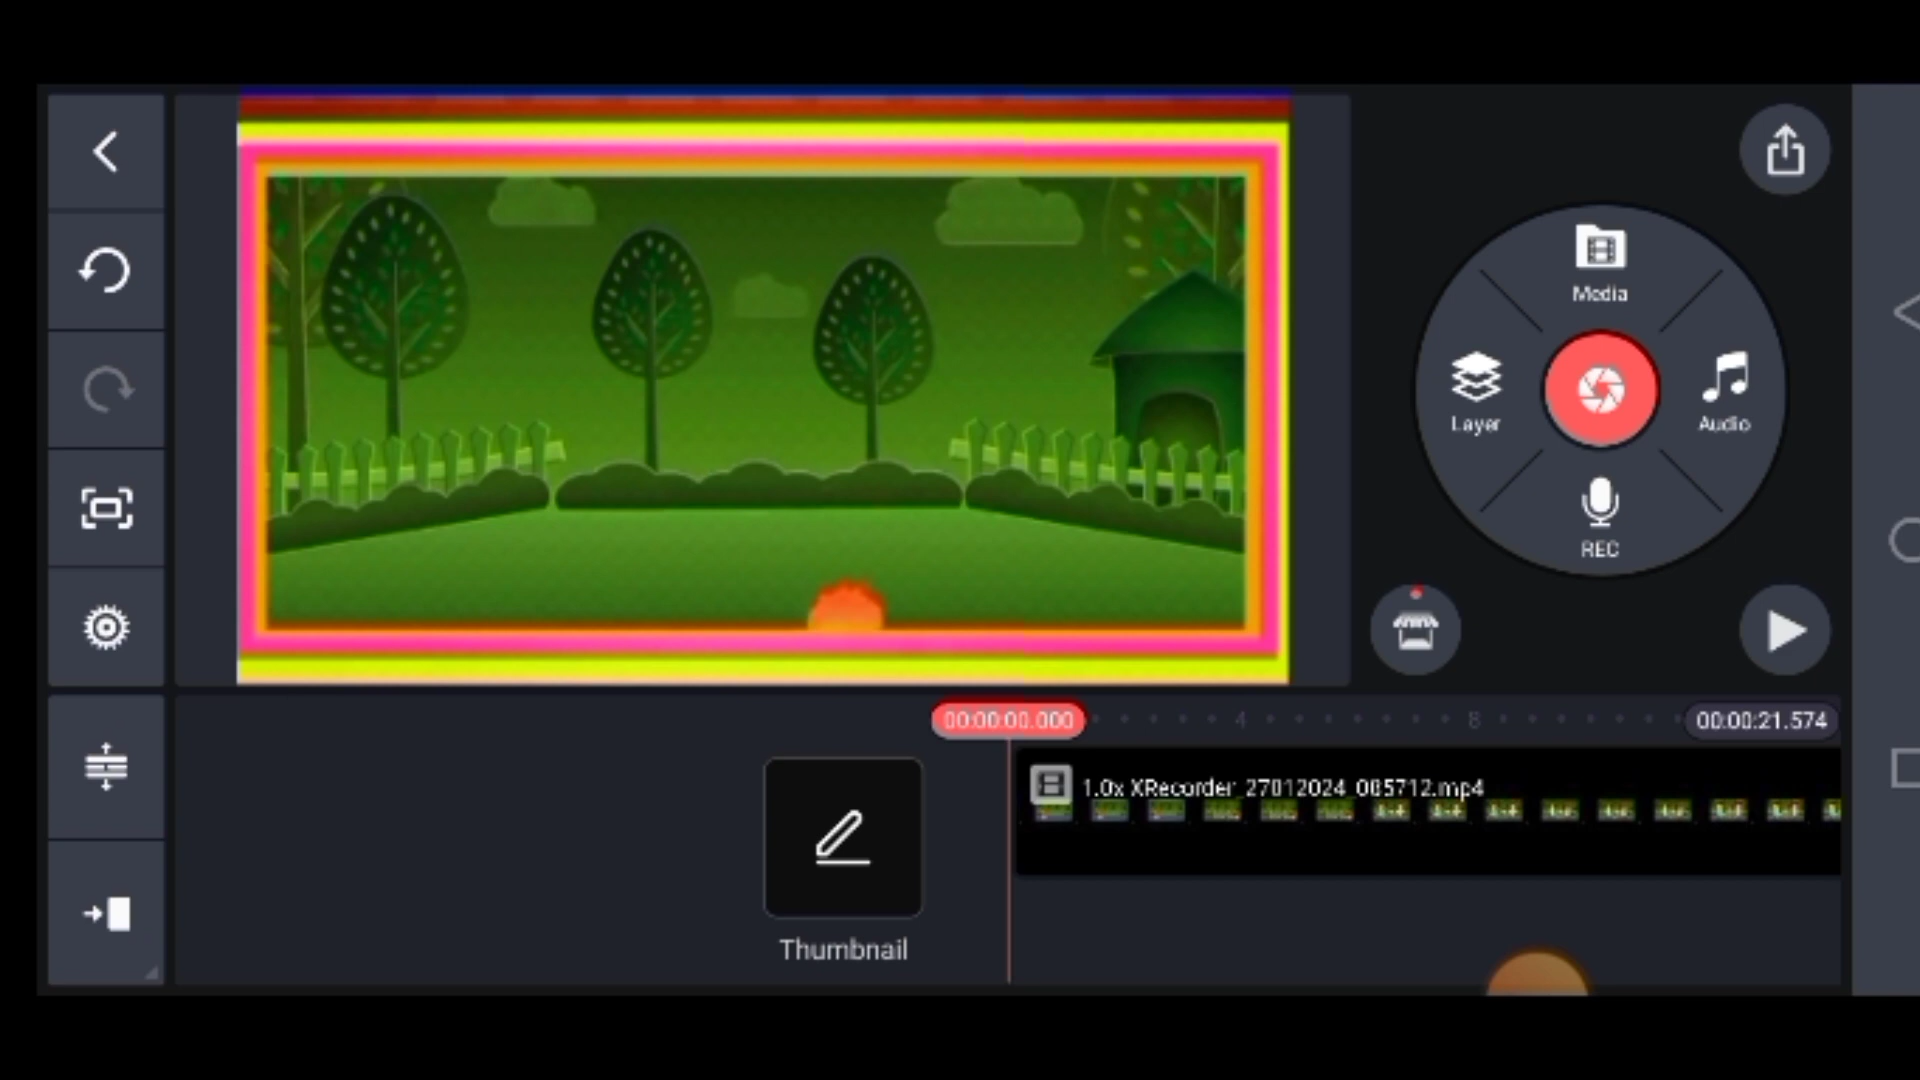 Media
Layer
Audio
REC
00:00:00.000
4
8
00:00:21.574
1.0x XRecorder_27012024_085712.mp4
Thumbnail